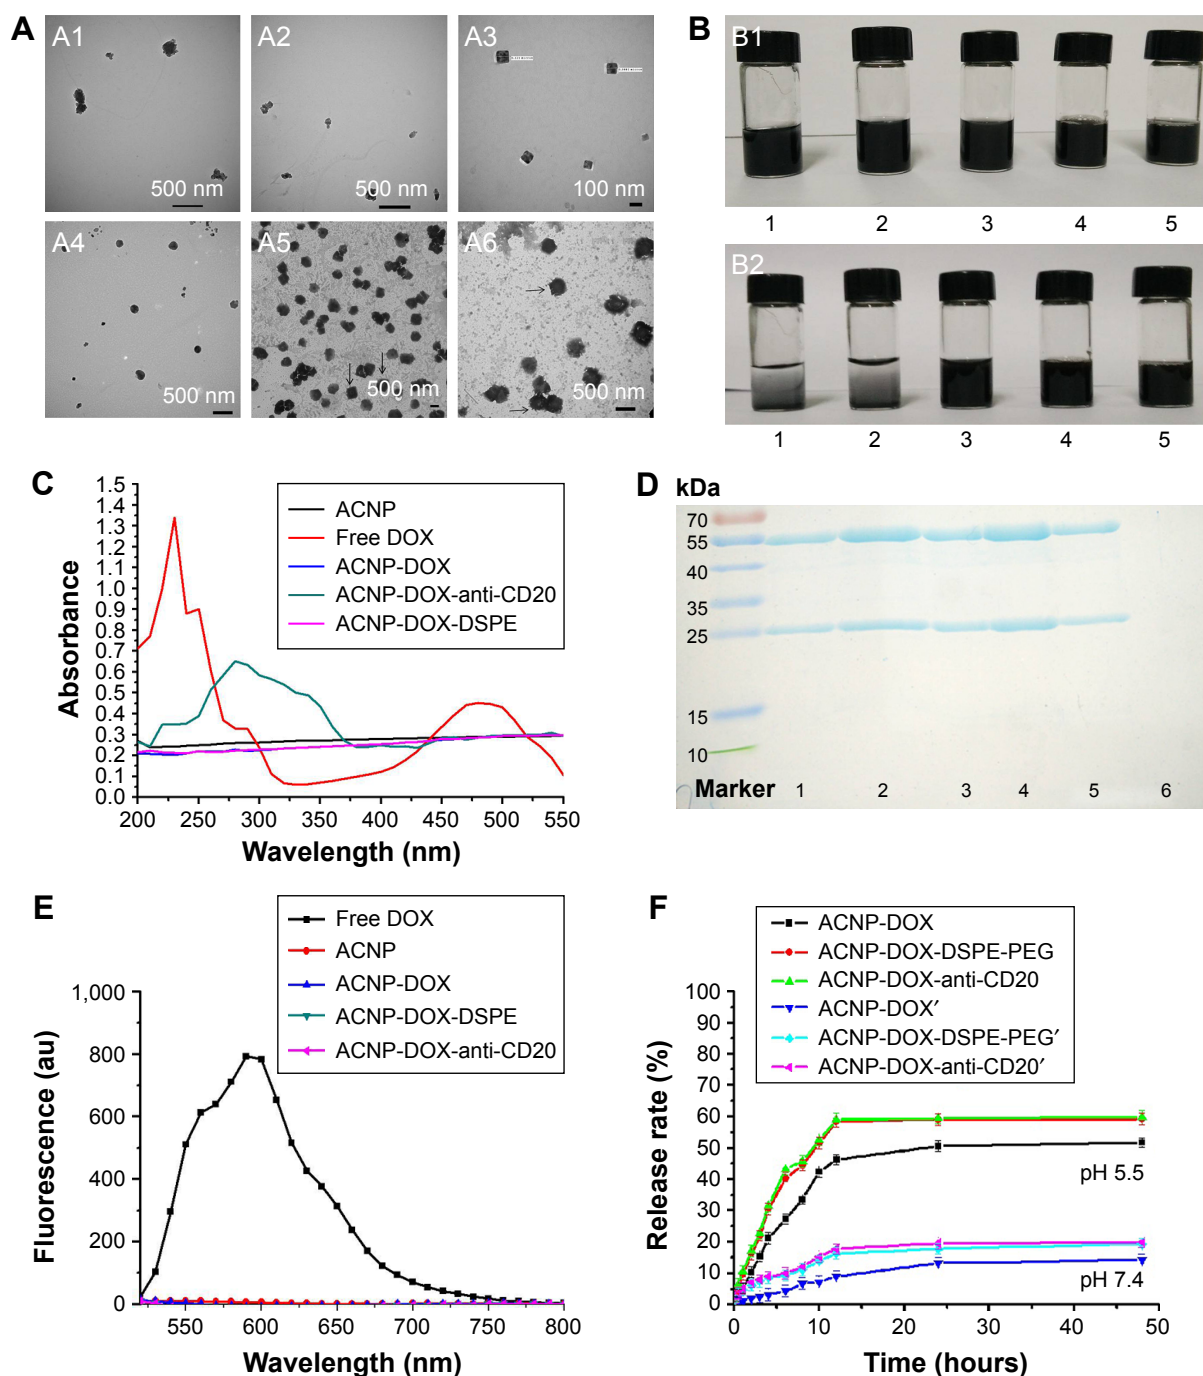 A
A1
500 nm
A2
500 nm
A3
100 nm
A4
500 nm
A5
500 nm
A6
500 nm
B
B1
1 2 3 4 5
B2
1 2 3 4 5
C
1.5
1.4
1.3
1.2
1.1
1.0
0.9
0.8
0.7
0.6
0.5
0.4
0.3
0.2
0.1
0.0
Absorbance
ACNP
Free DOX
ACNP-DOX
ACNP-DOX-anti-CD20
ACNP-DOX-DSPE
200 250 300 350 400 450 500 550
Wavelength (nm)
D kDa
70
55
40
35
25
15
10
Marker 1 2 3 4 5 6
E
Free DOX
ACNP
ACNP-DOX
ACNP-DOX-DSPE
ACNP-DOX-anti-CD20
1,000
800
600
400
200
0
Fluorescence (au)
550 600 650 700 750 800
Wavelength (nm)
F
ACNP-DOX
ACNP-DOX-DSPE-PEG
ACNP-DOX-anti-CD20
ACNP-DOX′
ACNP-DOX-DSPE-PEG′
ACNP-DOX-anti-CD20′
100
90
80
70
60
50
40
30
20
10
0
Release rate (%)
pH 5.5
pH 7.4
0 10 20 30 40 50
Time (hours)